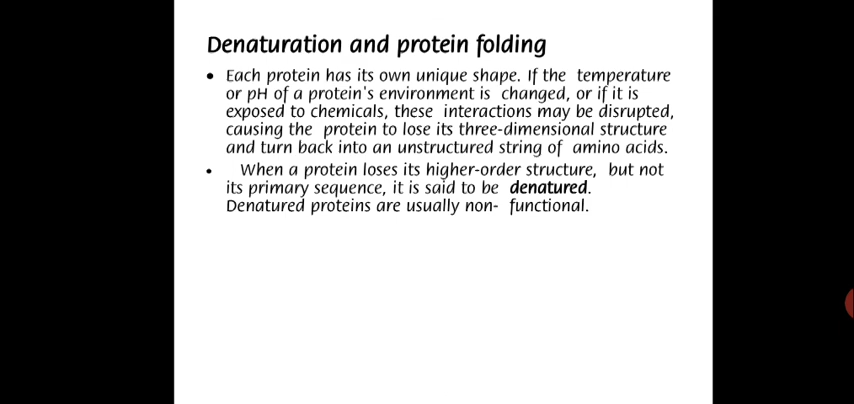 Denaturation and protein folding
• Each protein has its own unique shape. If the temperature
or pH of a protein's environment is changed, or if it is
exposed to chemicals, these interactions may be disrupted,
causing the protein to lose its three-dimensional structure
and turn back into an unstructured string of amino acids.
• When a protein loses its higher-order structure, but not
its primary sequence, it is said to be denatured.
Denatured proteins are usually non- functional.